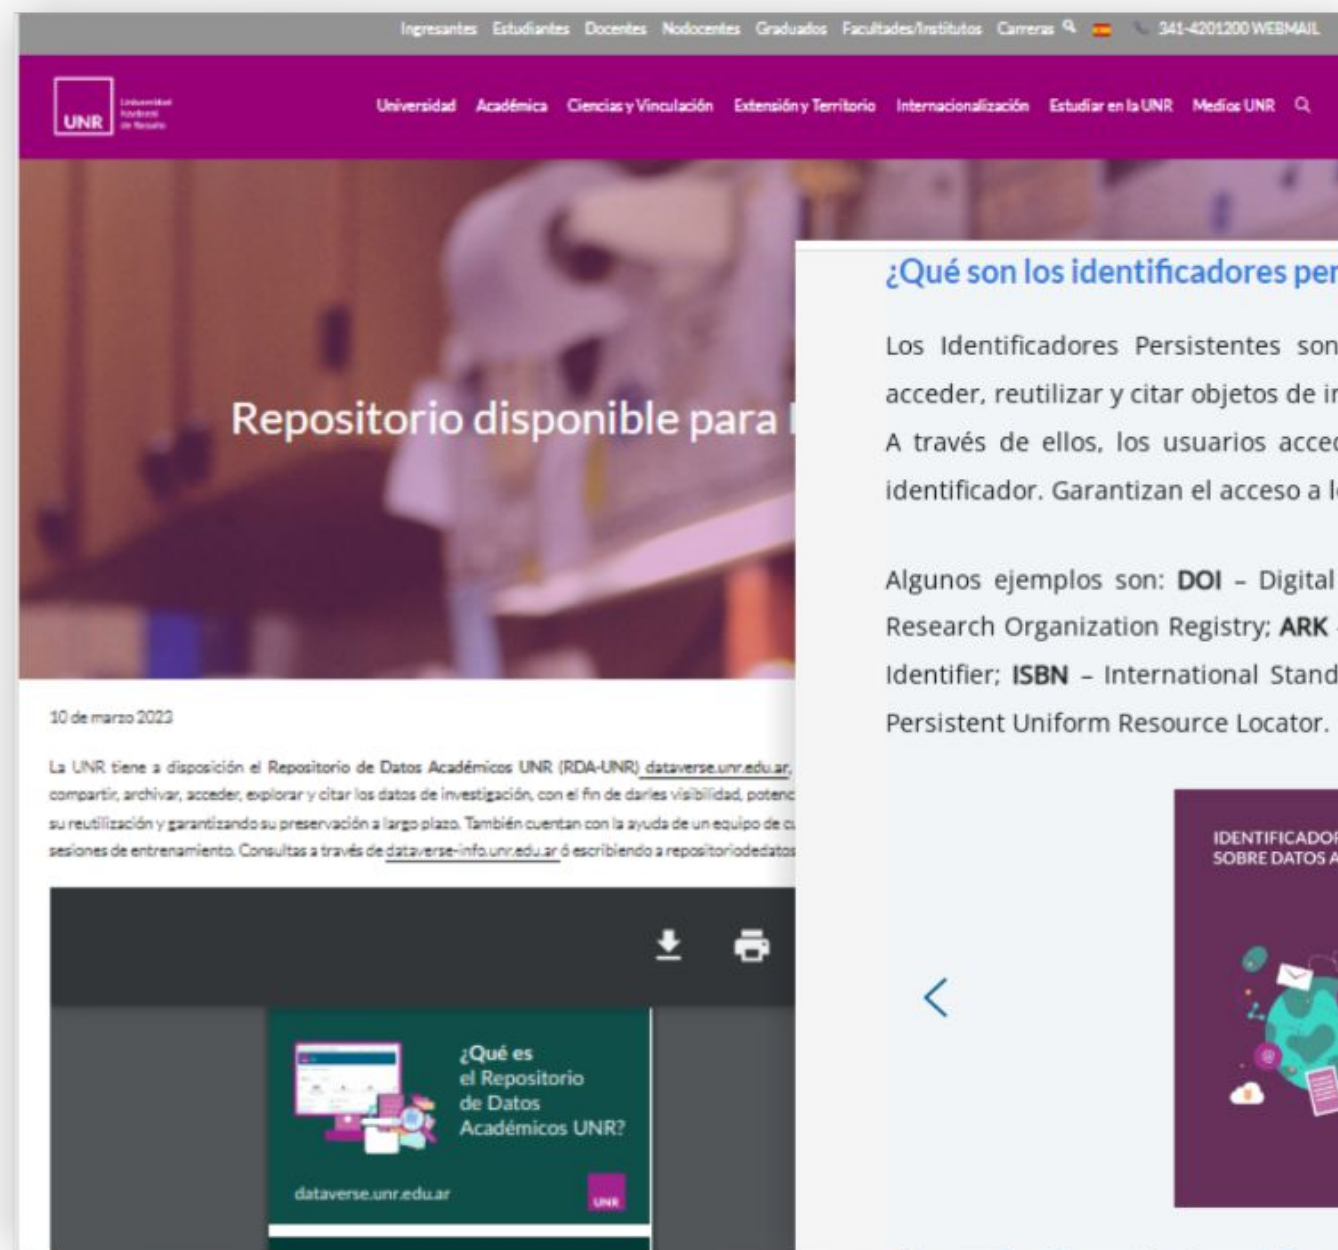 Ingresantes Estudiantes Docentes Nodocentes Graduados Facultades/Institutos Carreras 341-4201200 WEBMAIL
UNR
Universidad
Nacional
de Rosario
Universidad Académica Ciencias y Vinculación Extensión y Territorio Internacionalización Estudiar en la UNR Medios UNR
Repositorio disponible para
10 de marzo 2023
La UNR tiene a disposición el Repositorio de Datos Académicos UNR (RDA-UNR) dataverse.unr.edu.ar,
compartir, archivar, acceder, explorar y citar los datos de investigación, con el fin de darles visibilidad, potenc
su reutilización y garantizando su preservación a largo plazo. También cuentan con la ayuda de un equipo de cu
sesiones de entrenamiento. Consultas a través de dataverse-info.unr.edu.ar ó escribiendo a repositoriodedatos
¿Qué es
el Repositorio
de Datos
Académicos UNR?
dataverse.unr.edu.ar
UNR
¿Qué son los identificadores per
Los Identificadores Persistentes son
acceder, reutilizar y citar objetos de in
A través de ellos, los usuarios acced
identificador. Garantizan el acceso a l
Algunos ejemplos son: DOI – Digital
Research Organization Registry; ARK
Identifier; ISBN – International Stand
Persistent Uniform Resource Locator.
IDENTIFICADOR
SOBRE DATOS A